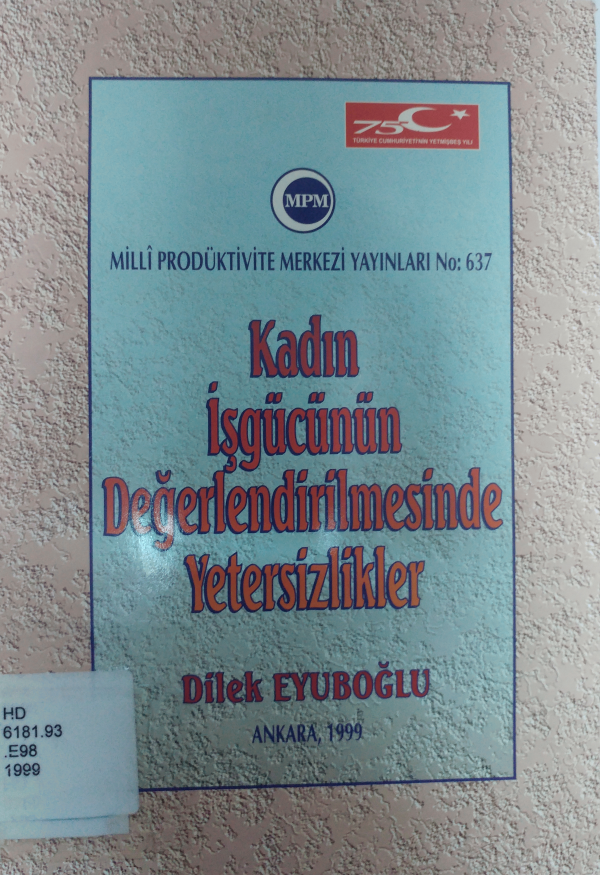 75
TÜRKİYE CUMHURİYETİ'NİN YETMİŞBEŞ YILI
MPM
MİLLÎ PRODÜKTİVİTE MERKEZİ YAYINLARI No: 637
Kadın
İşgücünün
Değerlendirilmesinde
Yetersizlikler
Dilek EYUBOĞLU
ANKARA, 1999
HD
6181.93
.E98
1999